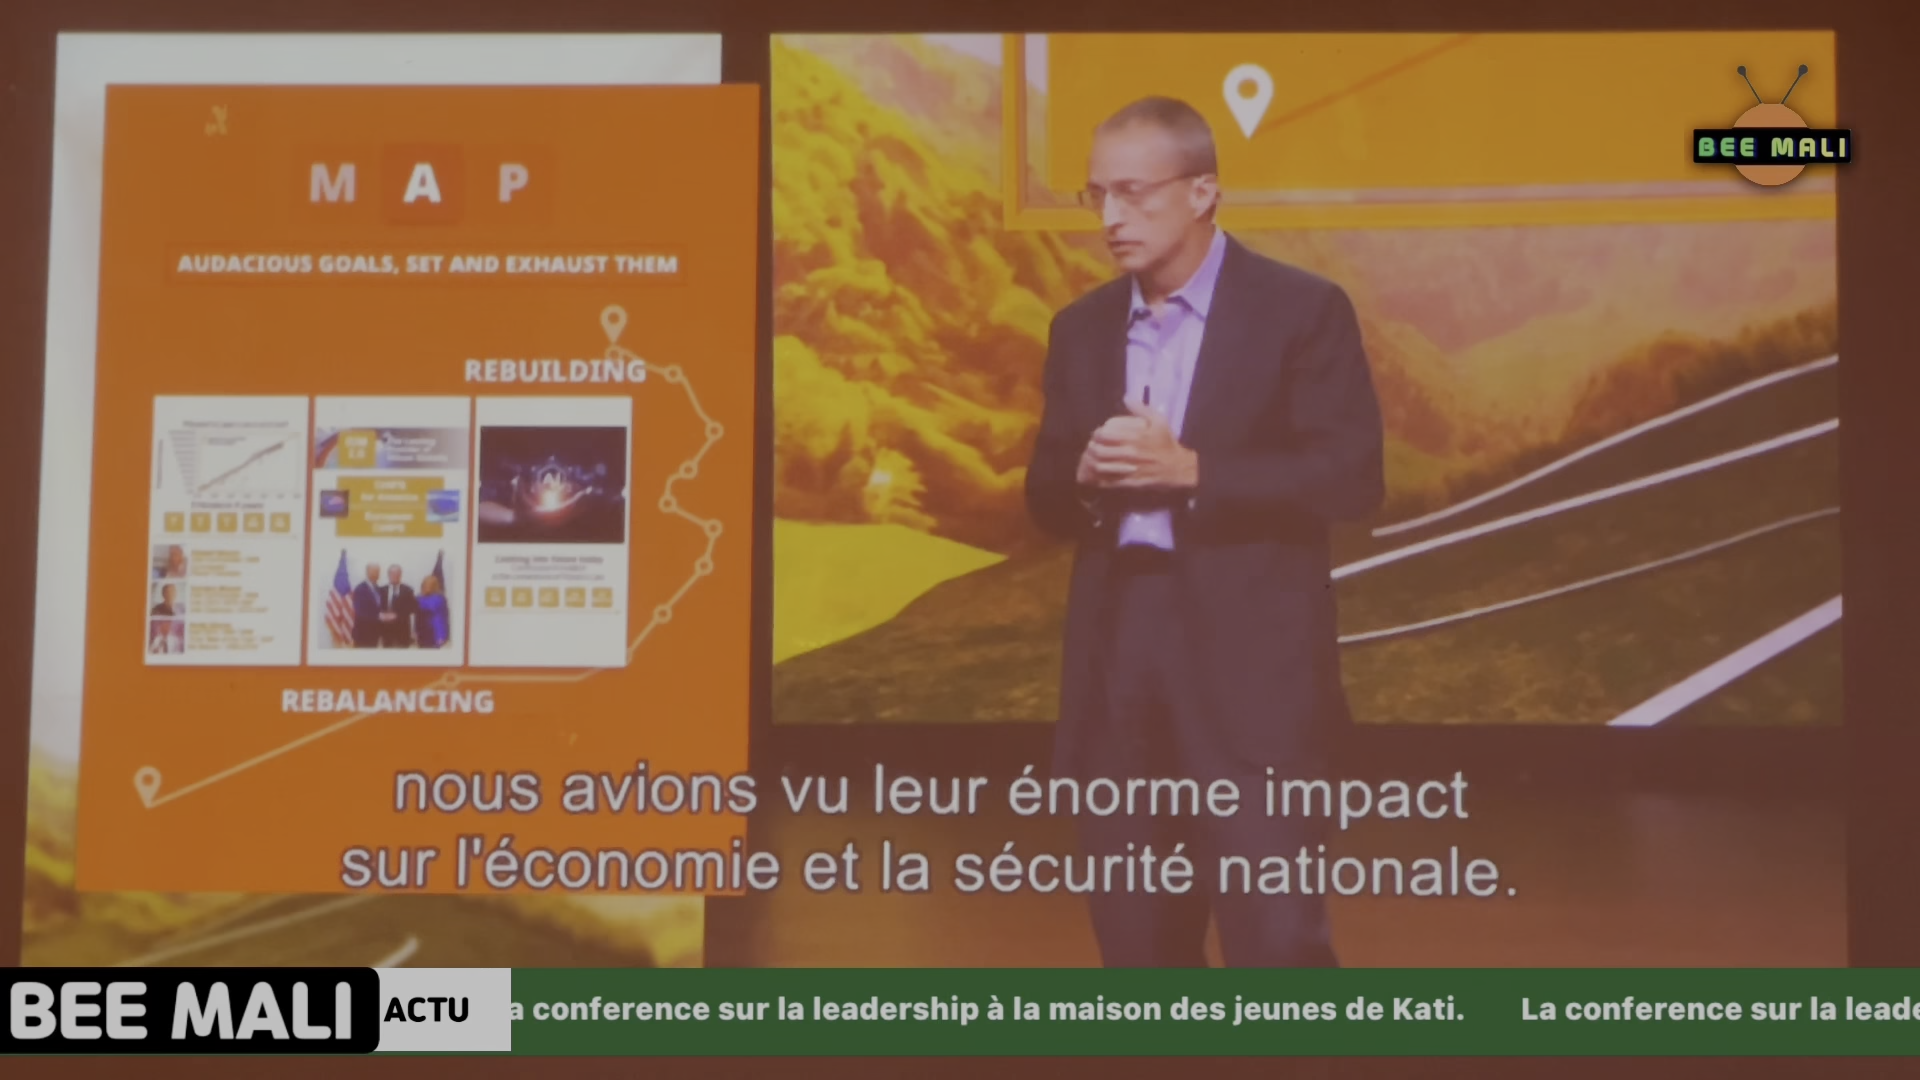 BEE MALI
M A P
AUDACIOUS GOALS, SET AND EXHAUST THEM
REBUILDING
AI
REBALANCING
nous avions vu leur énorme impact
sur l'économie et la sécurité nationale.
BEE MALI ACTU
a conference sur la leadership à la maison des jeunes de Kati. La conference sur la leade